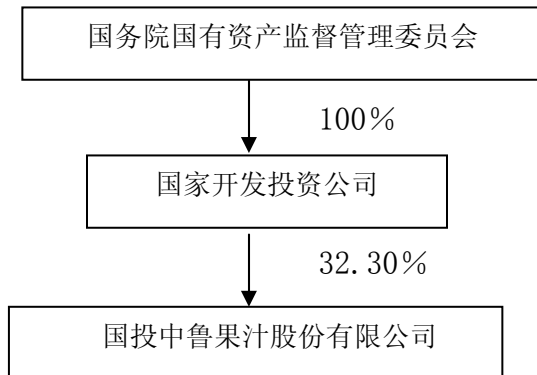 国务院国有资产监督管理委员会
100％
国家开发投资公司
32.30％
国投中鲁果汁股份有限公司